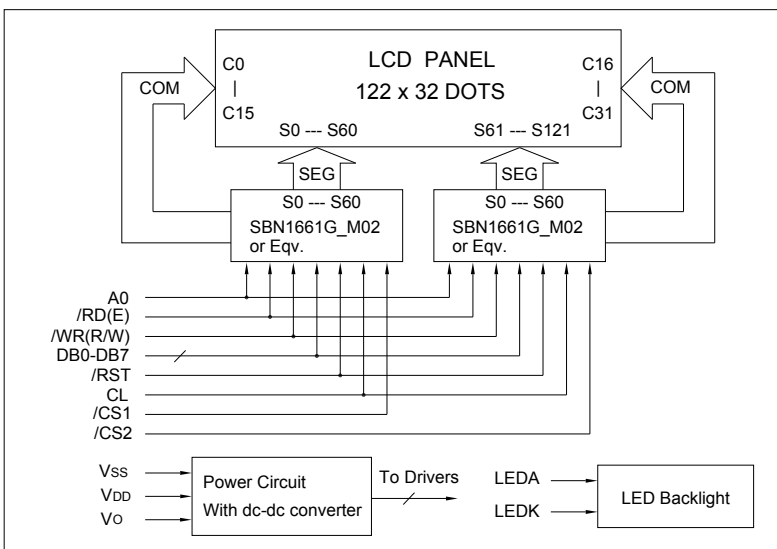 LCD PANEL
122 x 32 DOTS
C0
|
C15
C16
|
C31
COM
COM
S0 --- S60
S61 --- S121
SEG
SEG
S0 --- S60
SBN1661G_M02
or Eqv.
S0 --- S60
SBN1661G_M02
or Eqv.
A0
/RD(E)
/WR(R/W)
DB0-DB7
/RST
CL
/CS1
/CS2
VSS
VDD
VO
Power Circuit
With dc-dc converter
To Drivers
LEDA
LEDK
LED Backlight